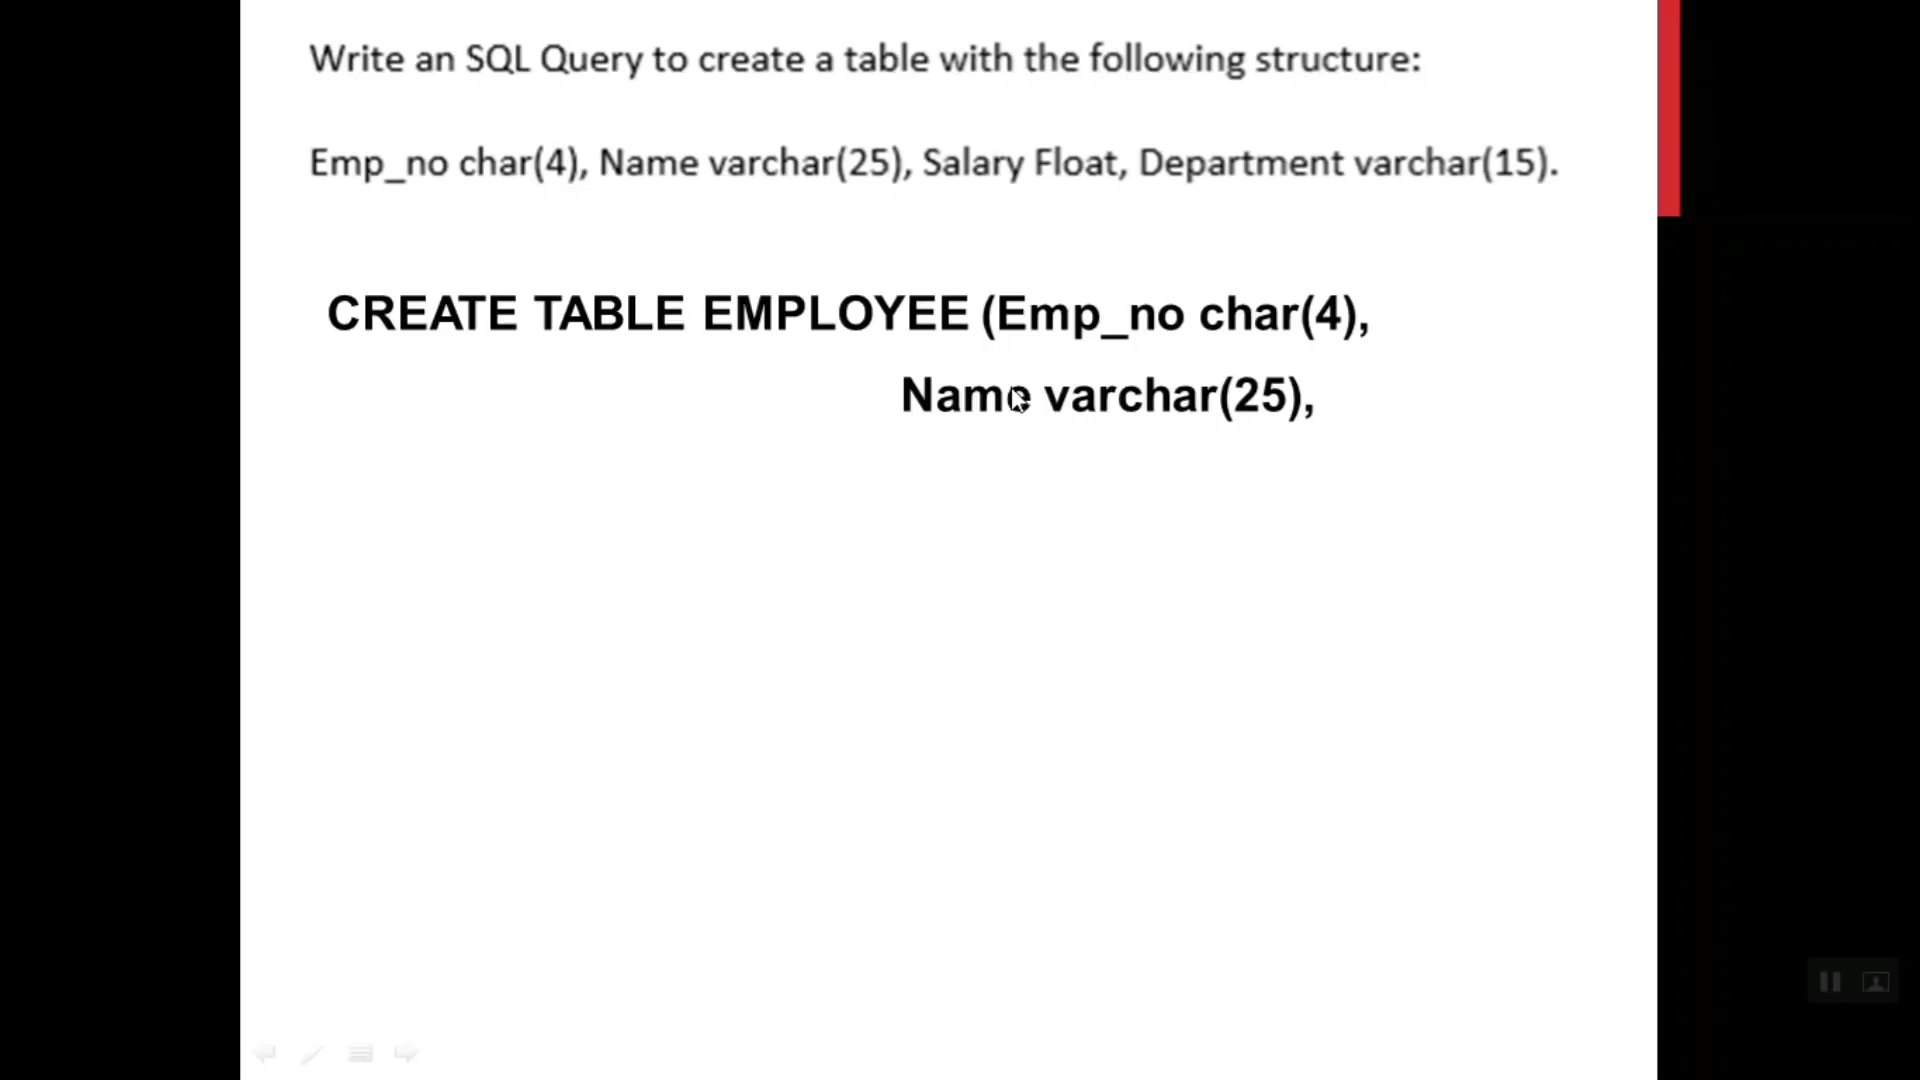 Write an SQL Query to create a table with the following structure:
Emp_no char(4), Name varchar(25), Salary Float, Department varchar(15).
CREATE TABLE EMPLOYEE (Emp_no char(4),
Name varchar(25),